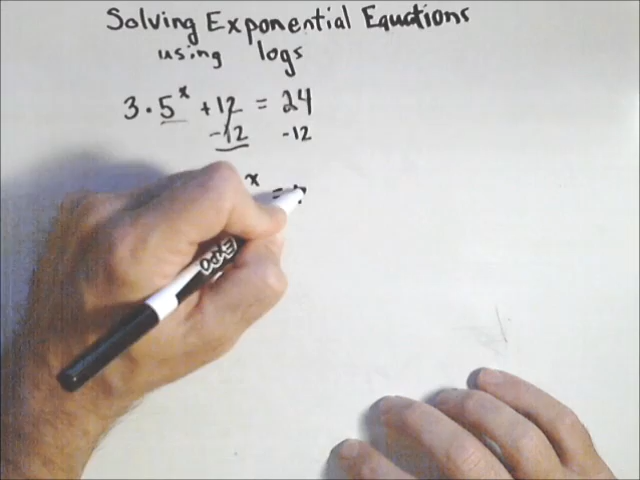 Solving Exponential Equations
using logs
3 · 5^x + 12 = 24
-12 -12
x =